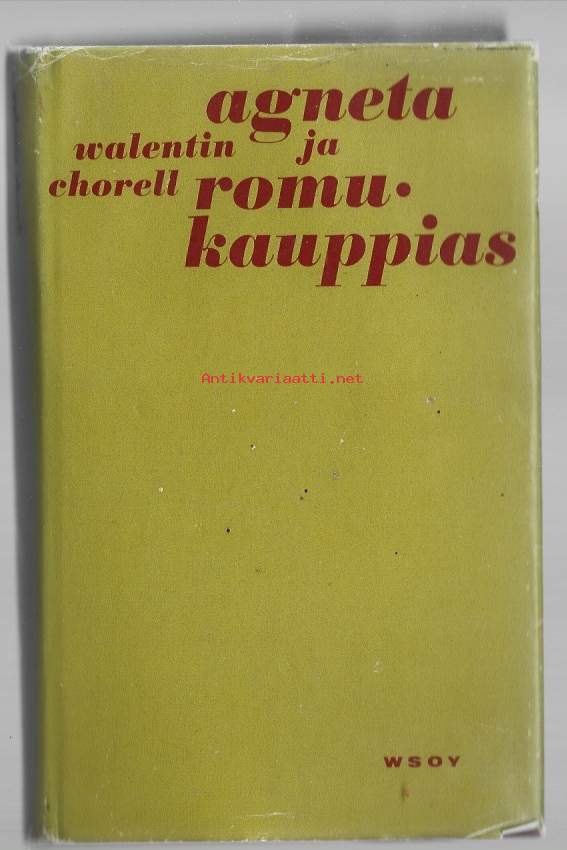 agneta
walentin ja
chorell romu-
kauppias
Antikvariaatti.net
WSOY